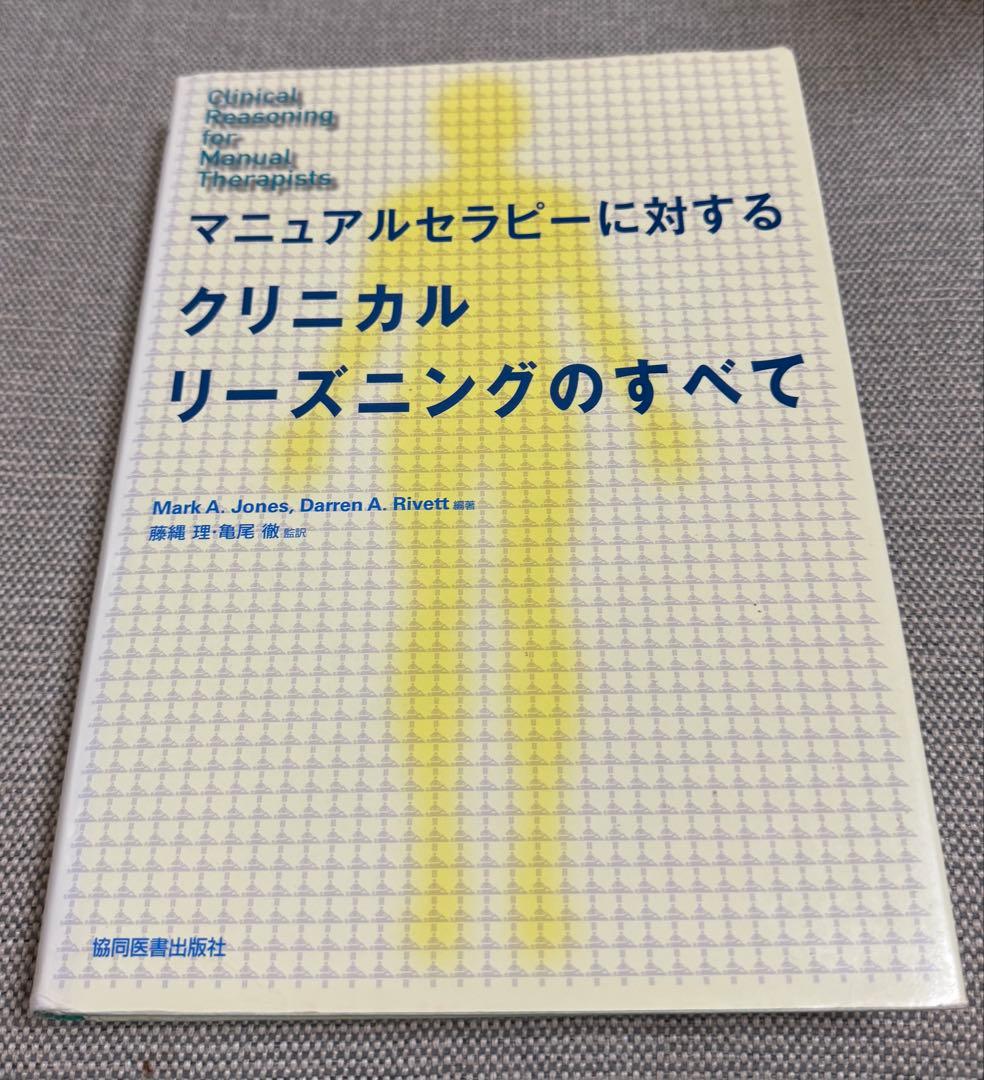 Clinical
Reasoning
for
Manual
Therapists
マニュアルセラピーに対する
クリニカル
リーズニングのすべて
Mark A. Jones, Darren A. Rivett 編著
藤縄 理・亀尾 徹 監訳
協同医書出版社